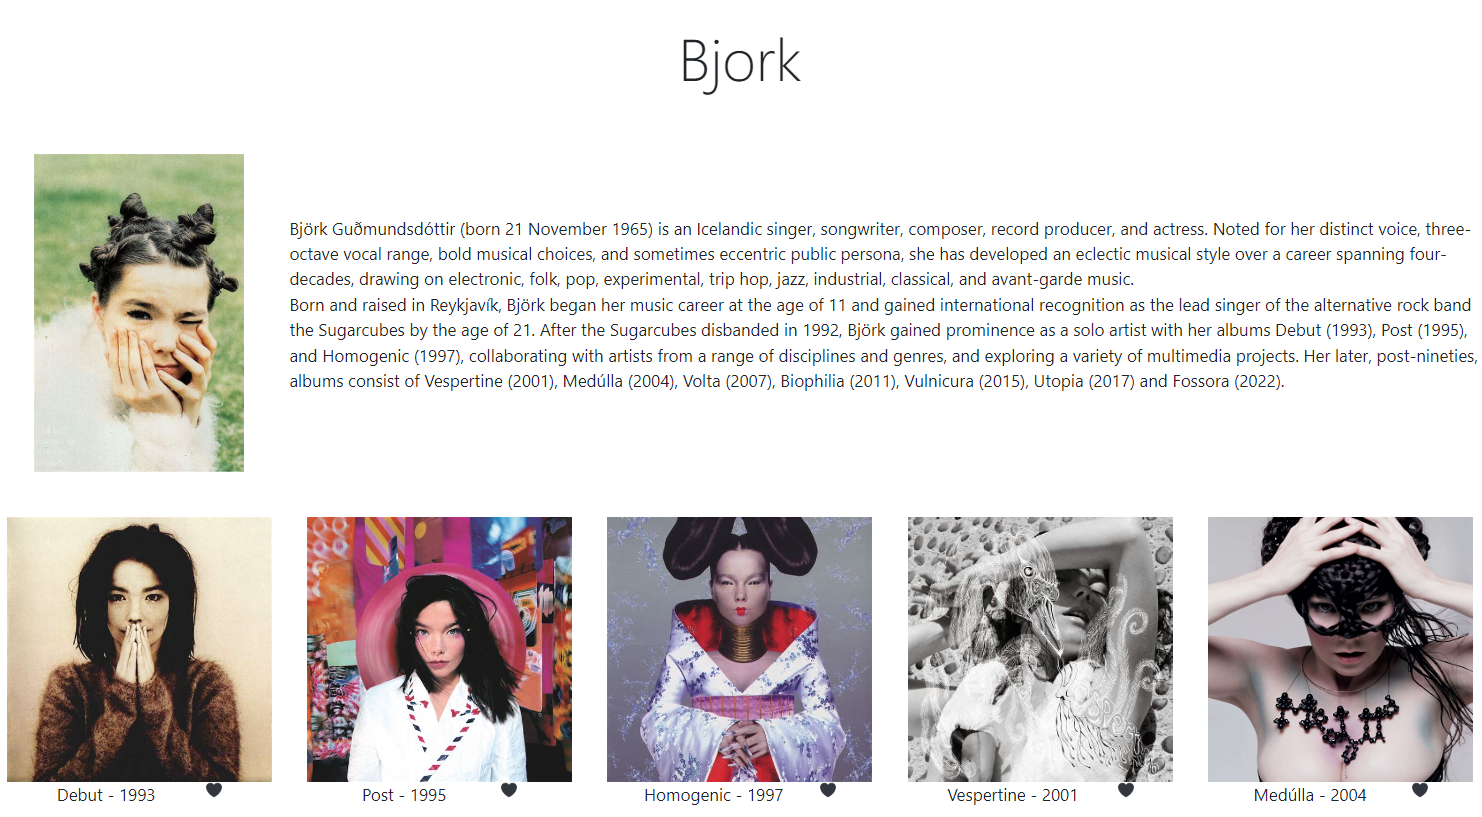 Bjork
Björk Guðmundsdóttir (born 21 November 1965) is an Icelandic singer, songwriter, composer, record producer, and actress. Noted for her distinct voice, three-
octave vocal range, bold musical choices, and sometimes eccentric public persona, she has developed an eclectic musical style over a career spanning four-
decades, drawing on electronic, folk, pop, experimental, trip hop, jazz, industrial, classical, and avant-garde music.
Born and raised in Reykjavík, Björk began her music career at the age of 11 and gained international recognition as the lead singer of the alternative rock band
the Sugarcubes by the age of 21. After the Sugarcubes disbanded in 1992, Björk gained prominence as a solo artist with her albums Debut (1993), Post (1995),
and Homogenic (1997), collaborating with artists from a range of disciplines and genres, and exploring a variety of multimedia projects. Her later, post-nineties,
albums consist of Vespertine (2001), Medúlla (2004), Volta (2007), Biophilia (2011), Vulnicura (2015), Utopia (2017) and Fossora (2022).
Debut - 1993
Post - 1995
Homogenic - 1997
Vespertine - 2001
Medúlla - 2004